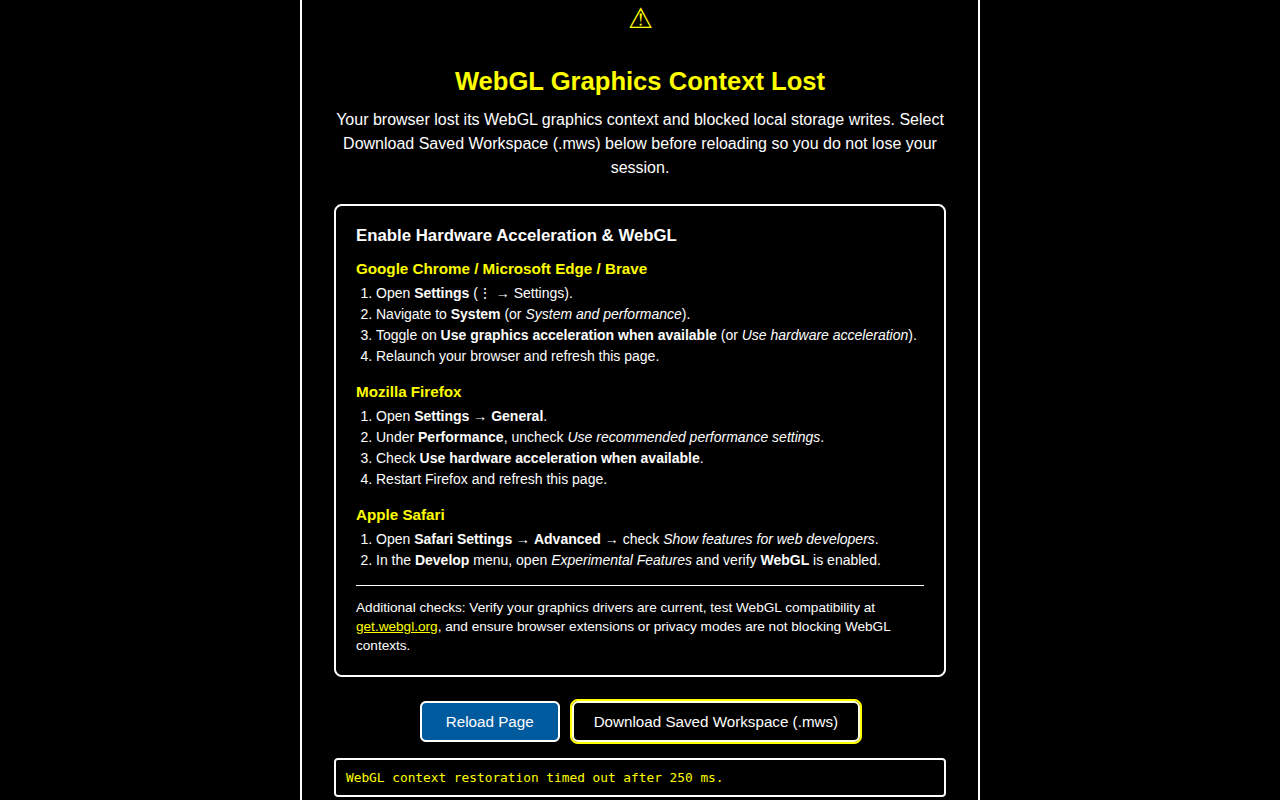 ⚠
WebGL Graphics Context Lost
Your browser lost its WebGL graphics context and blocked local storage writes. Select
Download Saved Workspace (.mws) below before reloading so you do not lose your
session.
Enable Hardware Acceleration & WebGL
Google Chrome / Microsoft Edge / Brave
1. Open Settings (⋮ → Settings).
2. Navigate to System (or System and performance).
3. Toggle on Use graphics acceleration when available (or Use hardware acceleration).
4. Relaunch your browser and refresh this page.
Mozilla Firefox
1. Open Settings → General.
2. Under Performance, uncheck Use recommended performance settings.
3. Check Use hardware acceleration when available.
4. Restart Firefox and refresh this page.
Apple Safari
1. Open Safari Settings → Advanced → check Show features for web developers.
2. In the Develop menu, open Experimental Features and verify WebGL is enabled.
Additional checks: Verify your graphics drivers are current, test WebGL compatibility at
get.webgl.org, and ensure browser extensions or privacy modes are not blocking WebGL
contexts.
Reload Page
Download Saved Workspace (.mws)
WebGL context restoration timed out after 250 ms.